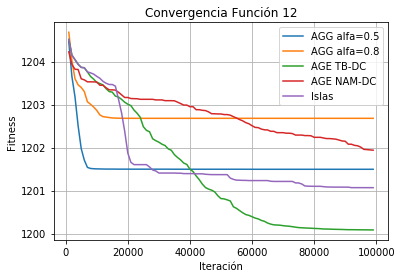 Convergencia Función 12
AGG alfa=0.5
AGG alfa=0.8
AGE TB-DC
AGE NAM-DC
Islas
Fitness
1204
1203
1202
1201
1200
0
20000
40000
60000
80000
100000
Iteración